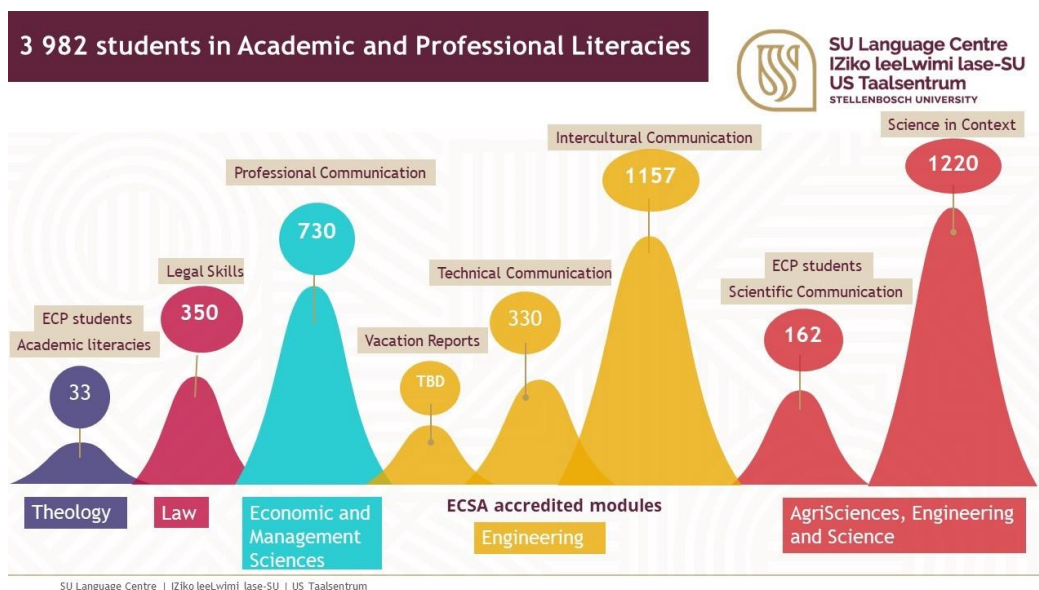 3 982 students in Academic and Professional Literacies
SU Language Centre
IZiko leeLwimi lase-SU
US Taalsentrum
STELLENBOSCH UNIVERSITY
ECP students
Academic literacies
33
Legal Skills
350
Professional Communication
730
Vacation Reports
TBD
Technical Communication
330
Intercultural Communication
1157
ECP students
Scientific Communication
162
Science in Context
1220
Theology
Law
Economic and
Management
Sciences
ECSA accredited modules
Engineering
AgriSciences, Engineering
and Science
SU Language Centre | IZiko leeLwimi lase-SU | US Taalsentrum